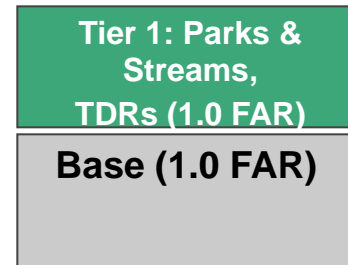 Tier 1: Parks &
Streams,
TDRs (1.0 FAR)
Base (1.0 FAR)